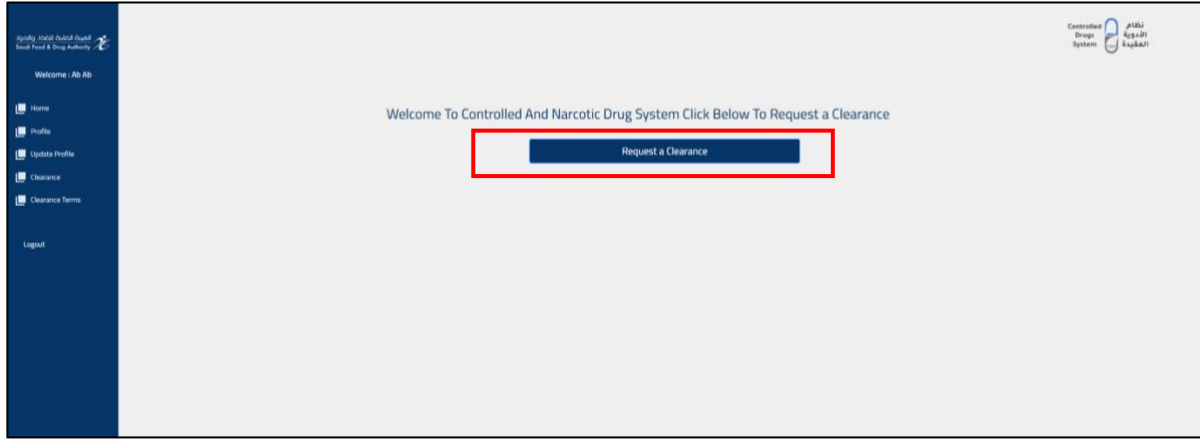 الهيئة العامة للغذاء والدواء
Saudi Food & Drug Authority
Welcome : Ab Ab
Home
Profile
Update Profile
Clearance
Clearance Terms
Logout
Controlled
Drugs
System
نظام
الأدوية
المقيدة
Welcome To Controlled And Narcotic Drug System Click Below To Request a Clearance
Request a Clearance